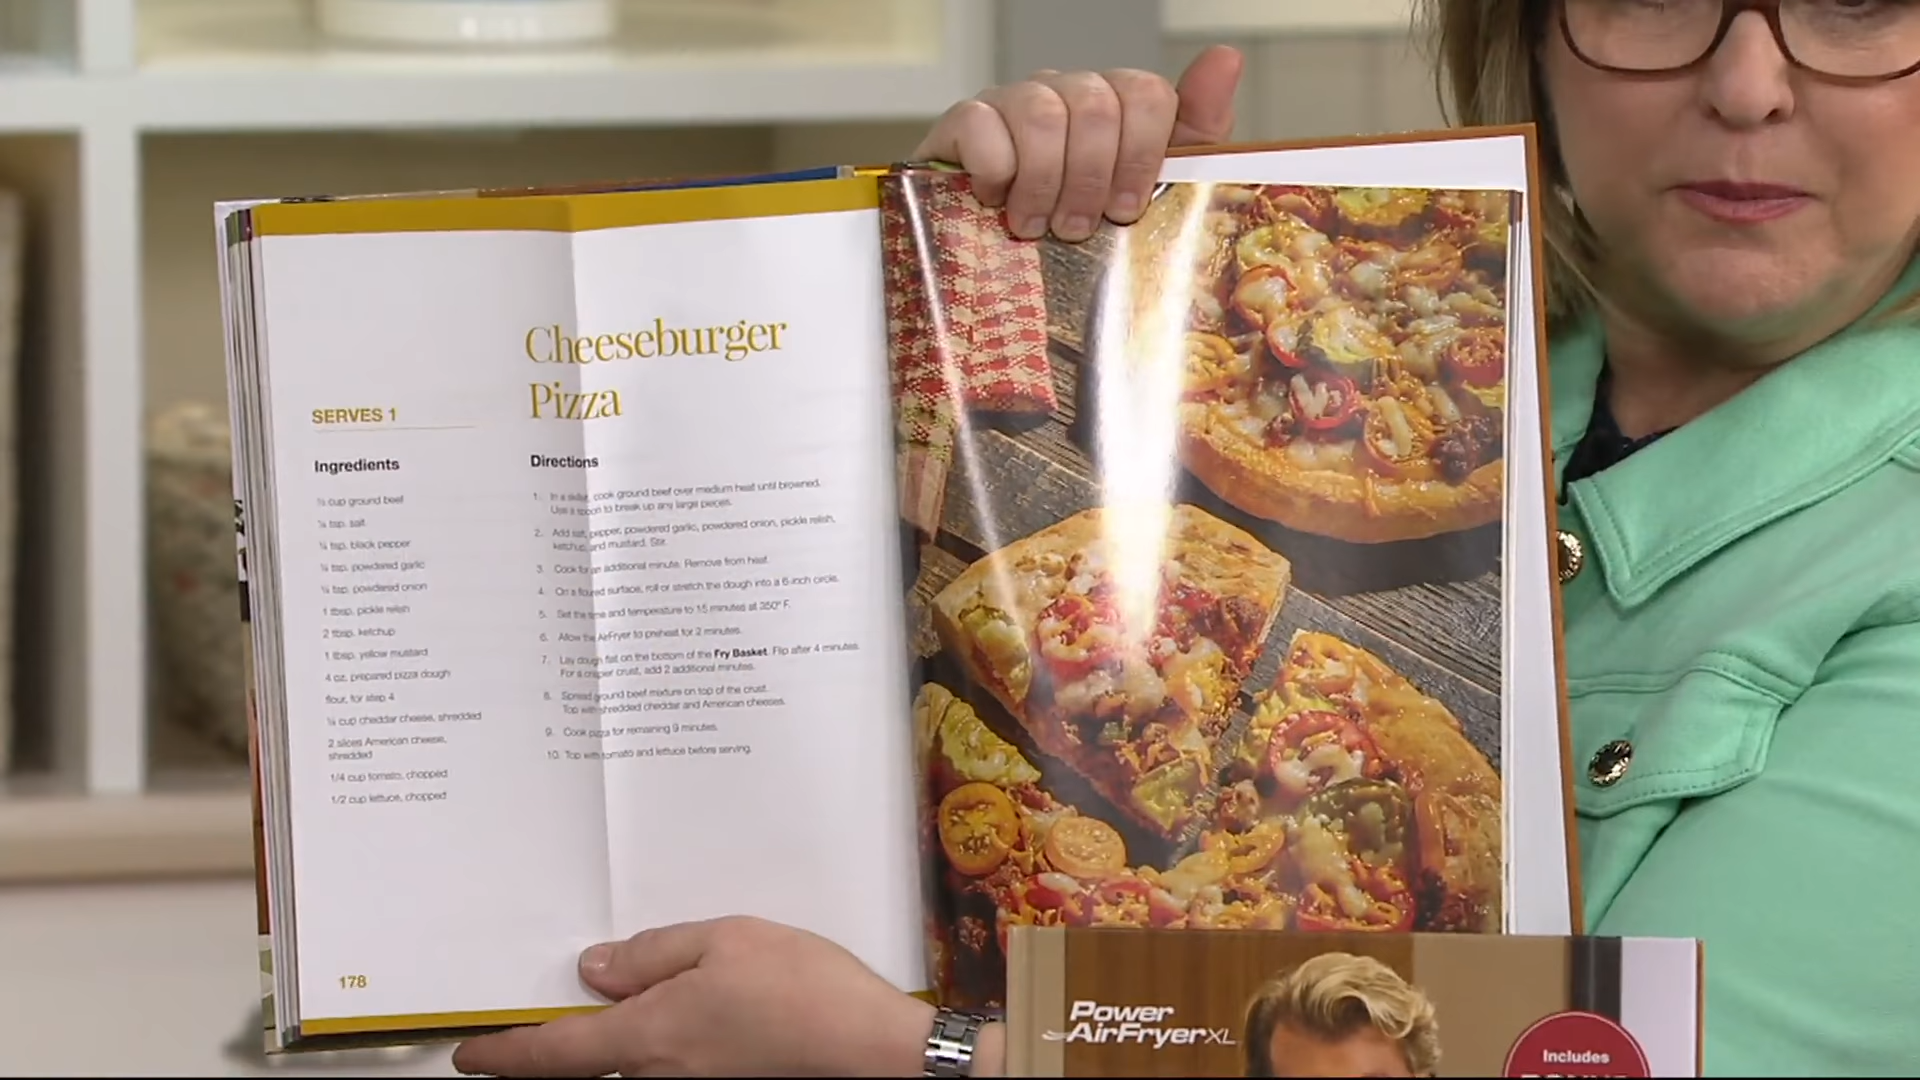 Cheeseburger
Pizza
SERVES 1
Ingredients
cup ground beef
tsp. salt
¼ tsp. black pepper
¼ tsp. powdered garlic
¼ tsp. powdered onion
1 tbsp. pickle relish
2 tbsp. ketchup
1 tbsp. yellow mustard
4 oz. prepared pizza dough
flour, for step 4
¼ cup cheddar cheese, shredded
2 slices American cheese,
shredded
1/4 cup tomato, chopped
1/2 cup lettuce, chopped
Directions
1. In a skillet, cook ground beef over medium heat until browned.
Use a spoon to break up any large pieces.
2. Add salt, pepper, powdered garlic, powdered onion, pickle relish,
ketchup, and mustard. Stir.
3. Cook for an additional minute. Remove from heat.
4. On a floured surface, roll or stretch the dough into a 6-inch circle.
5. Set the time and temperature to 15 minutes at 350° F.
6. Allow the AirFryer to preheat for 2 minutes.
7. Lay dough flat on the bottom of the Fry Basket. Flip after 4 minutes.
For a crisper crust, add 2 additional minutes.
8. Spread ground beef mixture on top of the crust.
Top with shredded cheddar and American cheeses.
9. Cook pizza for remaining 9 minutes.
10. Top with tomato and lettuce before serving.
178
Power
AirFryer XL
Includes